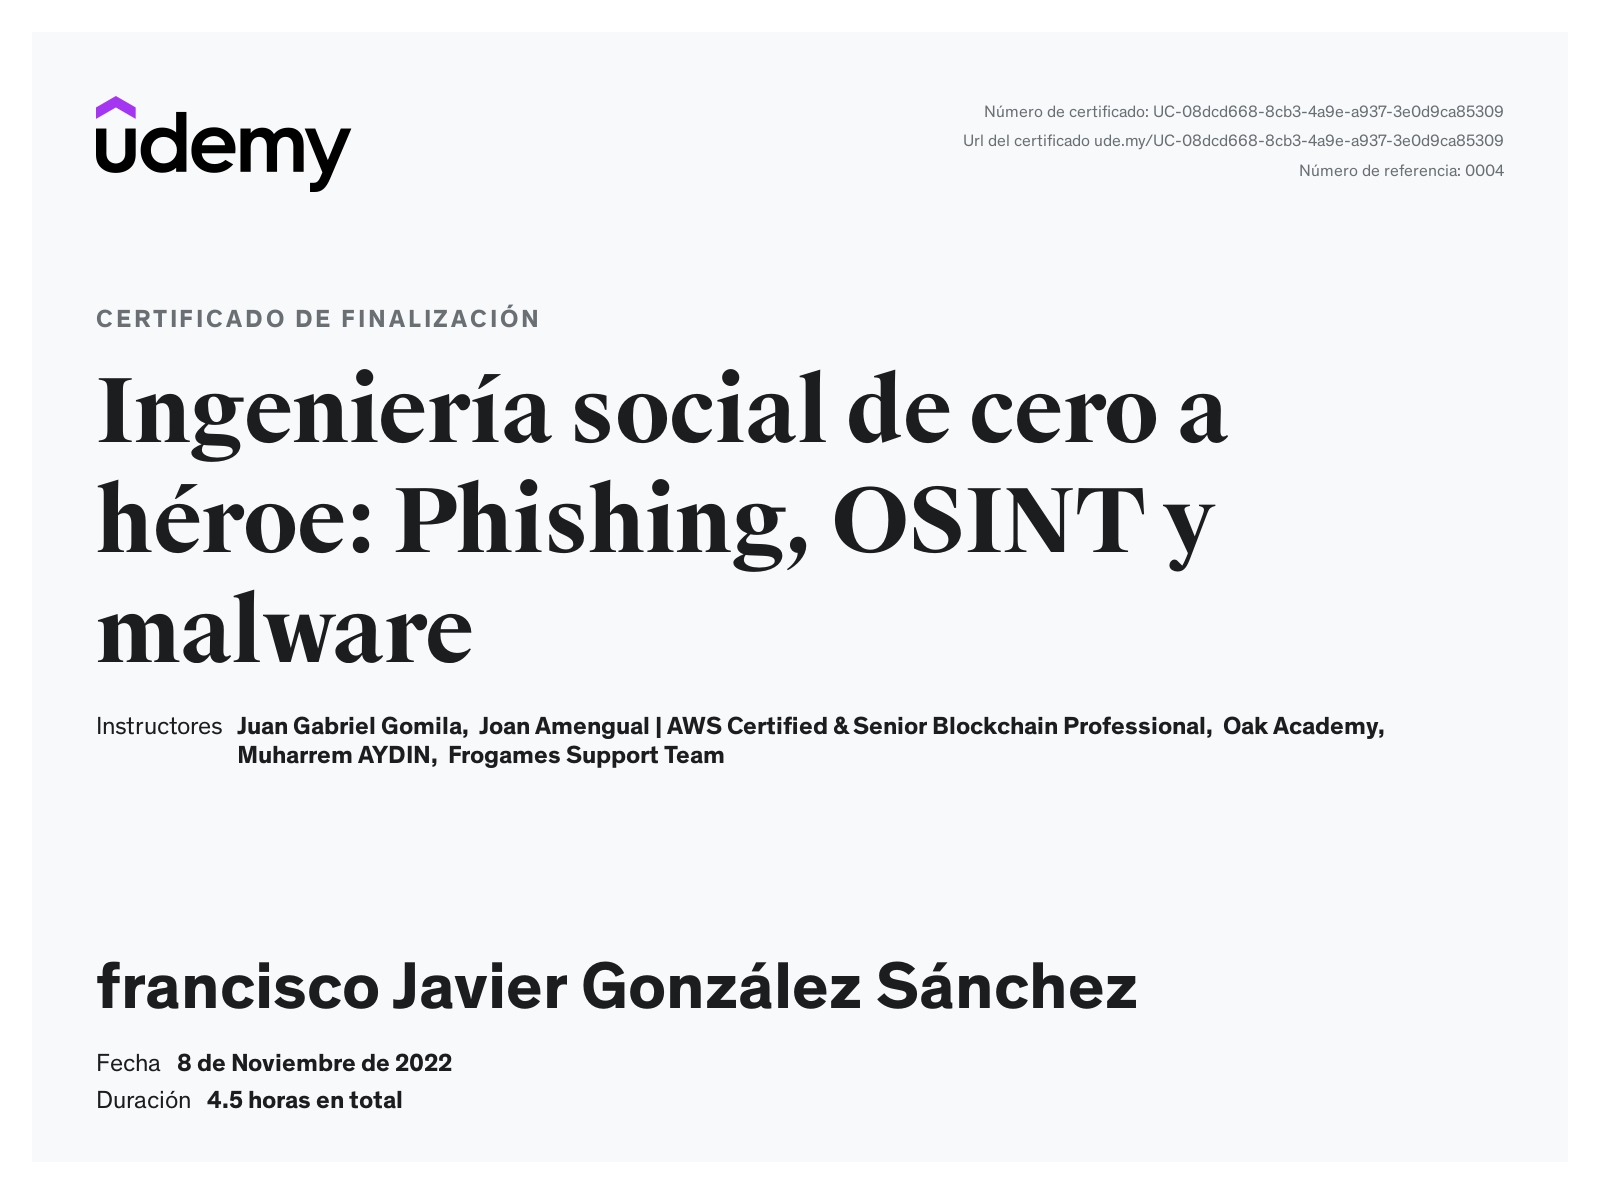 udemy
Número de certificado: UC-08dcd668-8cb3-4a9e-a937-3e0d9ca85309
Url del certificado ude.my/UC-08dcd668-8cb3-4a9e-a937-3e0d9ca85309
Número de referencia: 0004
CERTIFICADO DE FINALIZACIÓN
Ingeniería social de cero a
héroe: Phishing, OSINT y
malware
Instructores Juan Gabriel Gomila, Joan Amengual | AWS Certified & Senior Blockchain Professional, Oak Academy,
Muharrem AYDIN, Frogames Support Team
francisco Javier González Sánchez
Fecha 8 de Noviembre de 2022
Duración 4.5 horas en total